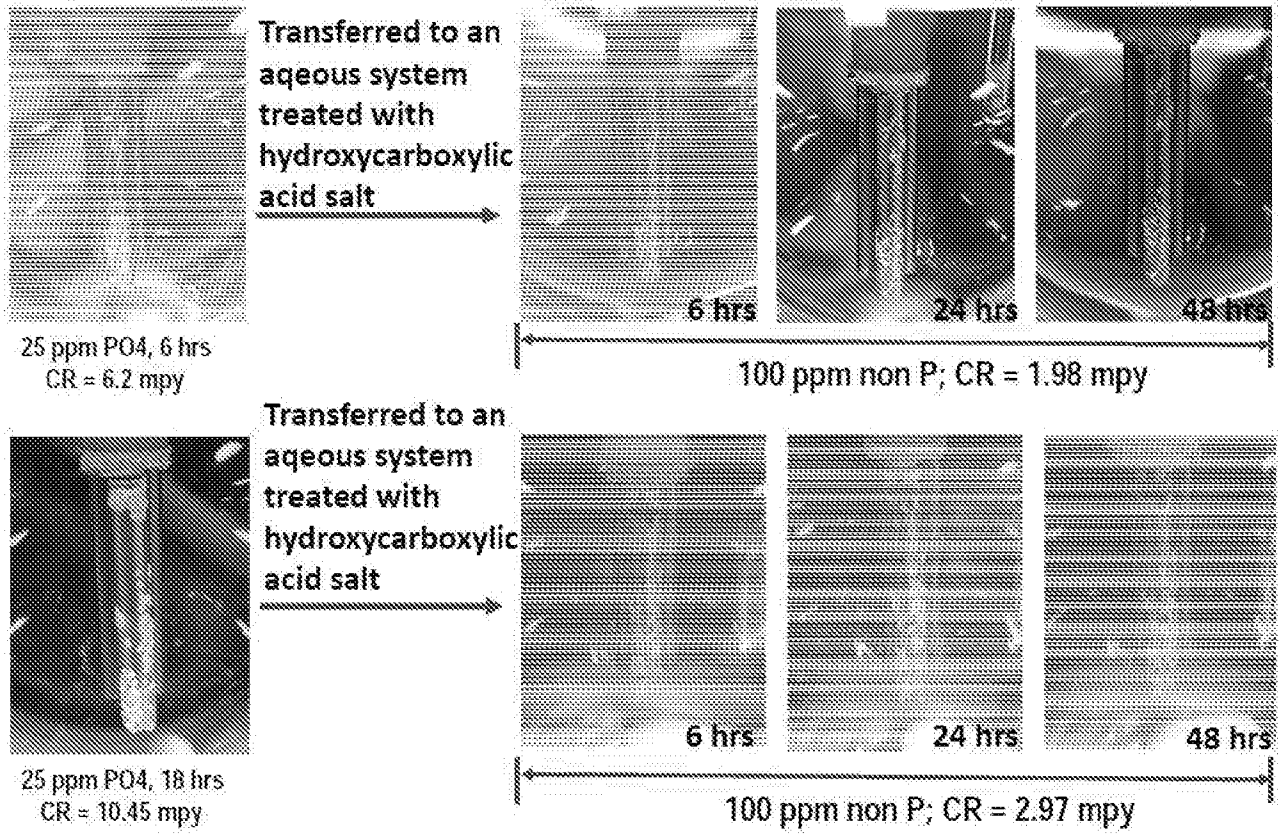 Transferred to an
aqeous system
treated with
hydroxycarboxylic
acid salt
6 hrs
24 hrs
48 hrs
25 ppm PO4, 6 hrs
CR = 6.2 mpy
100 ppm non P; CR = 1.98 mpy
Transferred to an
aqeous system
treated with
hydroxycarboxylic
acid salt
6 hrs
24 hrs
48 hrs
25 ppm PO4, 18 hrs
CR = 10.45 mpy
100 ppm non P; CR = 2.97 mpy